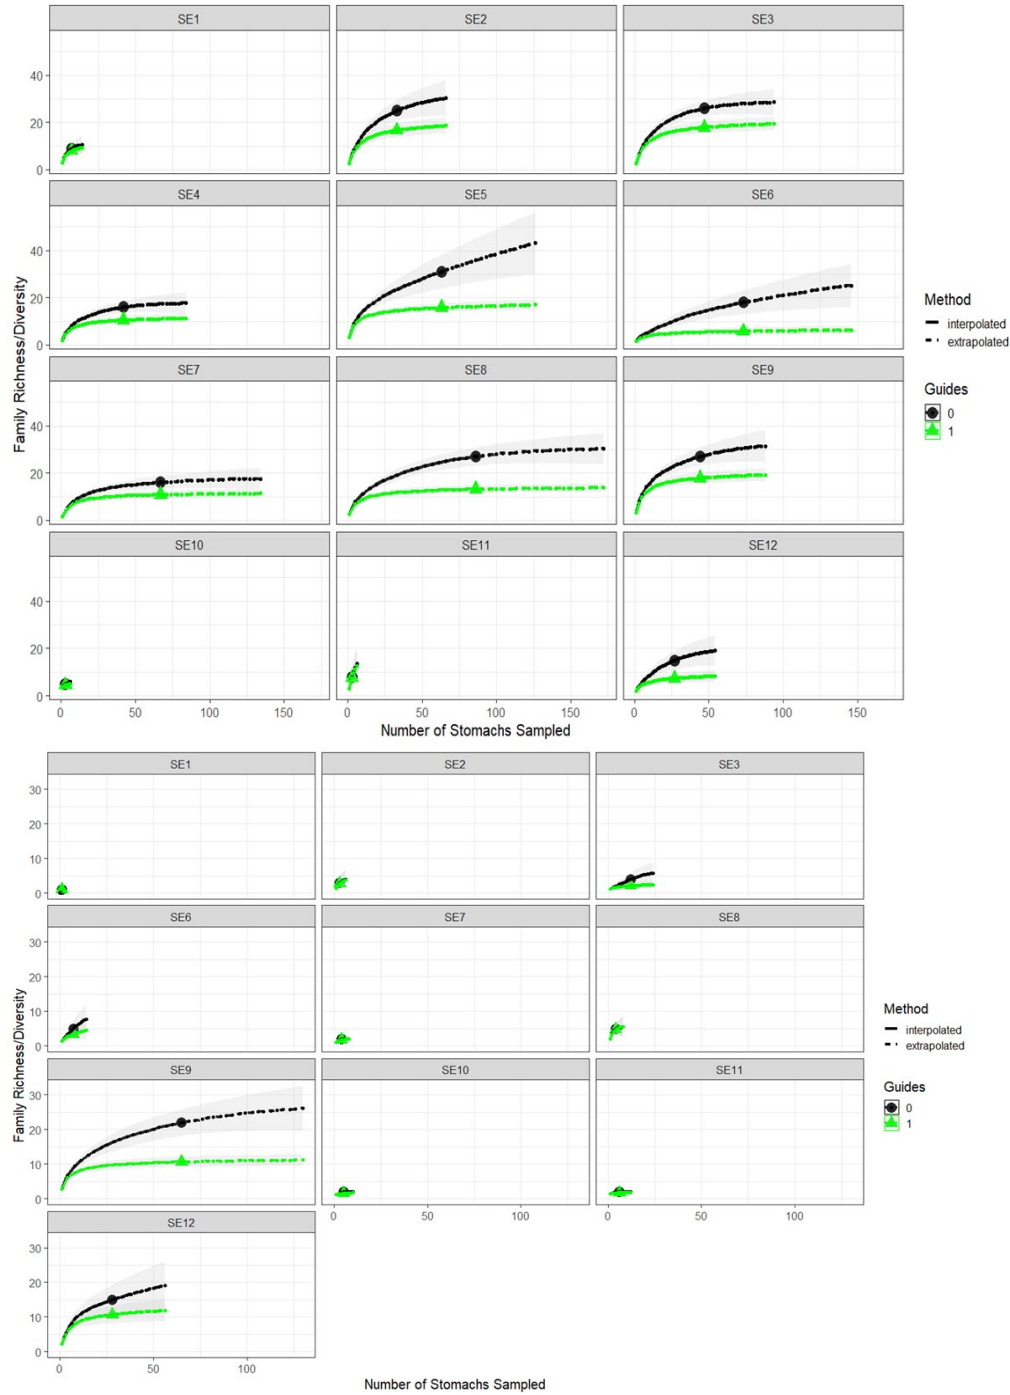 SE1 SE2 SE3
40
20
0
SE4 SE5 SE6
40
20
0
SE7 SE8 SE9
40
20
0
SE10 SE11 SE12
40
20
0
0 50 100 150 0 50 100 150 0 50 100 150
Number of Stomachs Sampled
Family Richness/Diversity
Method
interpolated
extrapolated
Guides
0
1
SE1 SE2 SE3
30
20
10
0
SE6 SE7 SE8
30
20
10
0
SE9 SE10 SE11
30
20
10
0
0 50 100 0 50 100
SE12
30
20
10
0
0 50 100
Number of Stomachs Sampled
Family Richness/Diversity
Method
interpolated
extrapolated
Guides
0
1